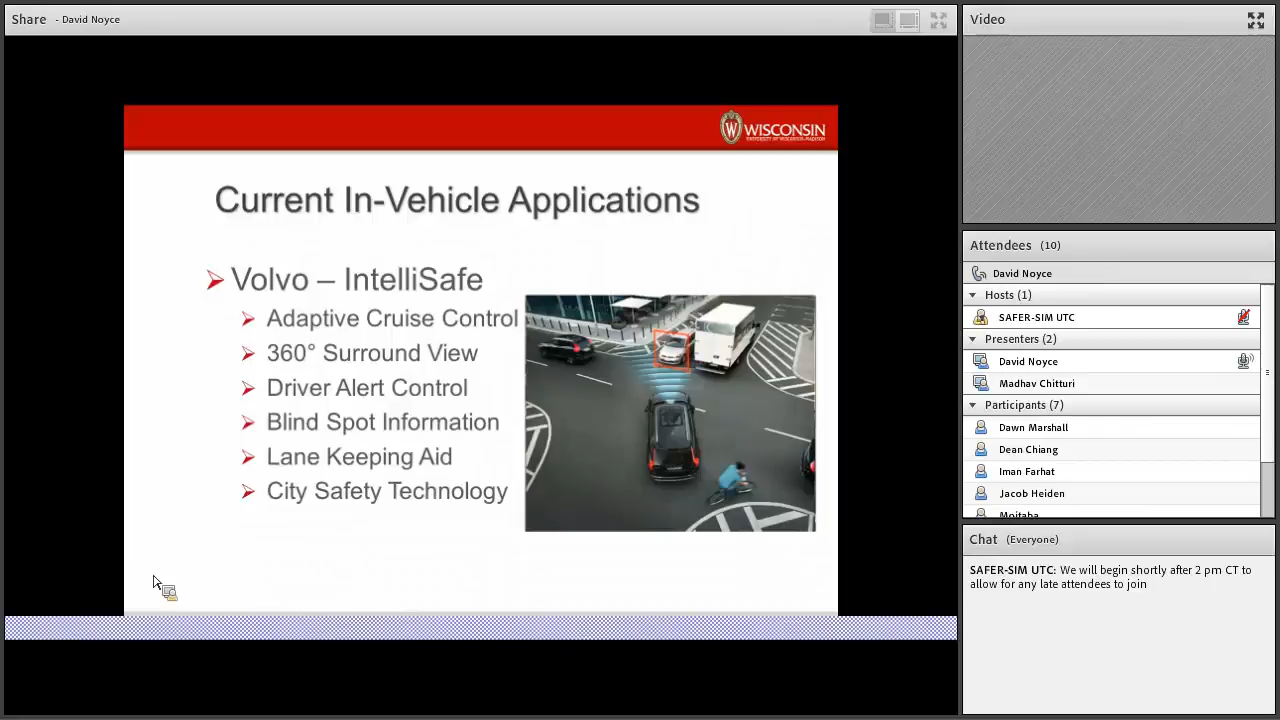 Share - David Noyce
WISCONSIN
UNIVERSITY OF WISCONSIN-MADISON
Current In-Vehicle Applications
Volvo – IntelliSafe
Adaptive Cruise Control
360° Surround View
Driver Alert Control
Blind Spot Information
Lane Keeping Aid
City Safety Technology
Video
Attendees (10)
David Noyce
Hosts (1)
SAFER-SIM UTC
Presenters (2)
David Noyce
Madhav Chitturi
Participants (7)
Dawn Marshall
Dean Chiang
Iman Farhat
Jacob Heiden
Mojtaba
Chat (Everyone)
SAFER-SIM UTC: We will begin shortly after 2 pm CT to
allow for any late attendees to join